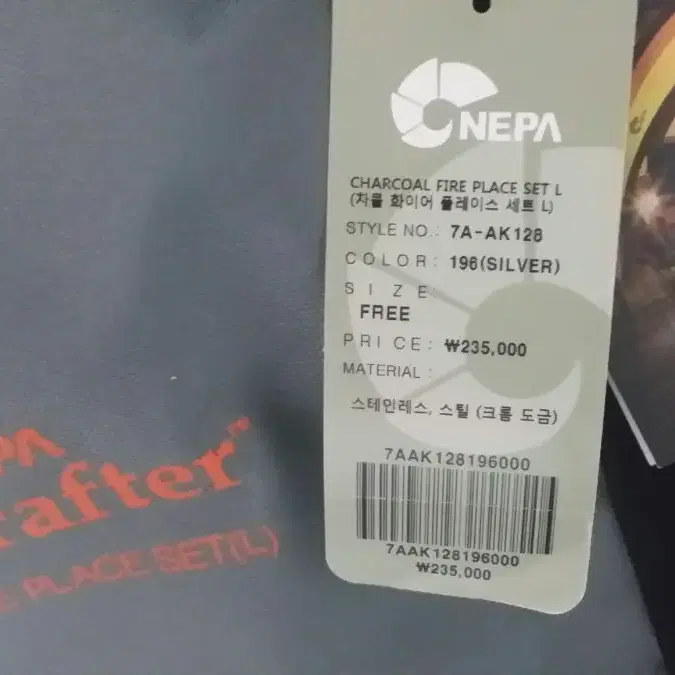 NEPA
CHARCOAL FIRE PLACE SET L
(차콜 화이어 플레이스 세트 L)
STYLE NO.: 7A-AK128
COLOR: 196(SILVER)
SIZE:
FREE
PRICE: ₩235,000
MATERIAL:
스테인레스, 스틸 (크롬 도금)
7AAK128196000
7AAK128196000
₩235,000
PA
rafter
E PLACE SET(L)